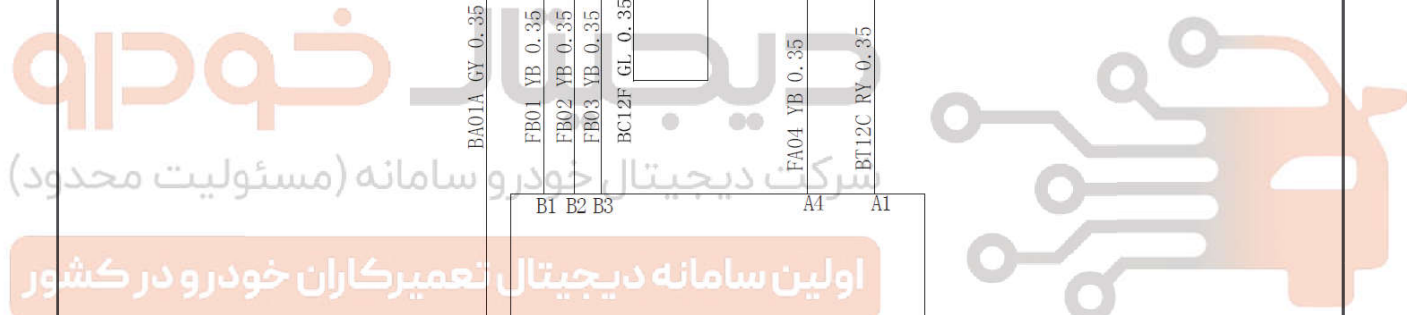 BA01A GY 0.35
FB01 YB 0.35
FB02 YB 0.35
FB03 YB 0.35
BC12F GL 0.35
FA04 YB 0.35
BT12C RY 0.35
دیجیتال خودرو
شرکت دیجیتال خودرو سامانه (مسئولیت محدود)
B1 B2 B3 A4 A1
اولین سامانه دیجیتال تعمیرکاران خودرو در کشور